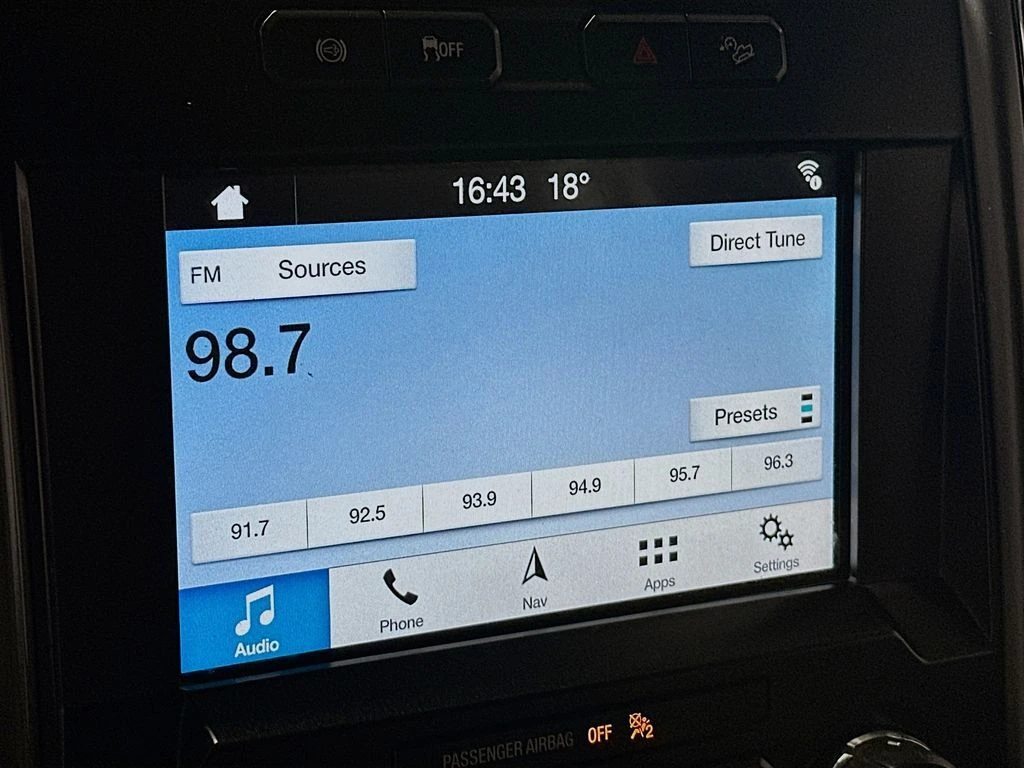 OFF
16:43 18°
FM Sources
Direct Tune
98.7
Presets
91.7 92.5 93.9 94.9 95.7 96.3
Audio Phone Nav Apps Settings
PASSENGER AIRBAG OFF 2